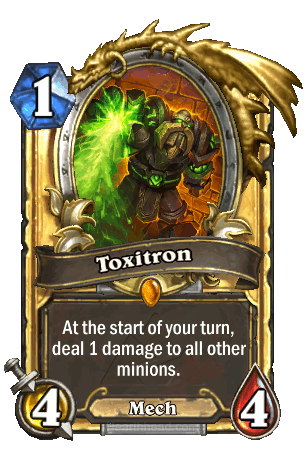 1
Toxitron
At the start of your turn,
deal 1 damage to all other
minions.
4
Mech
4